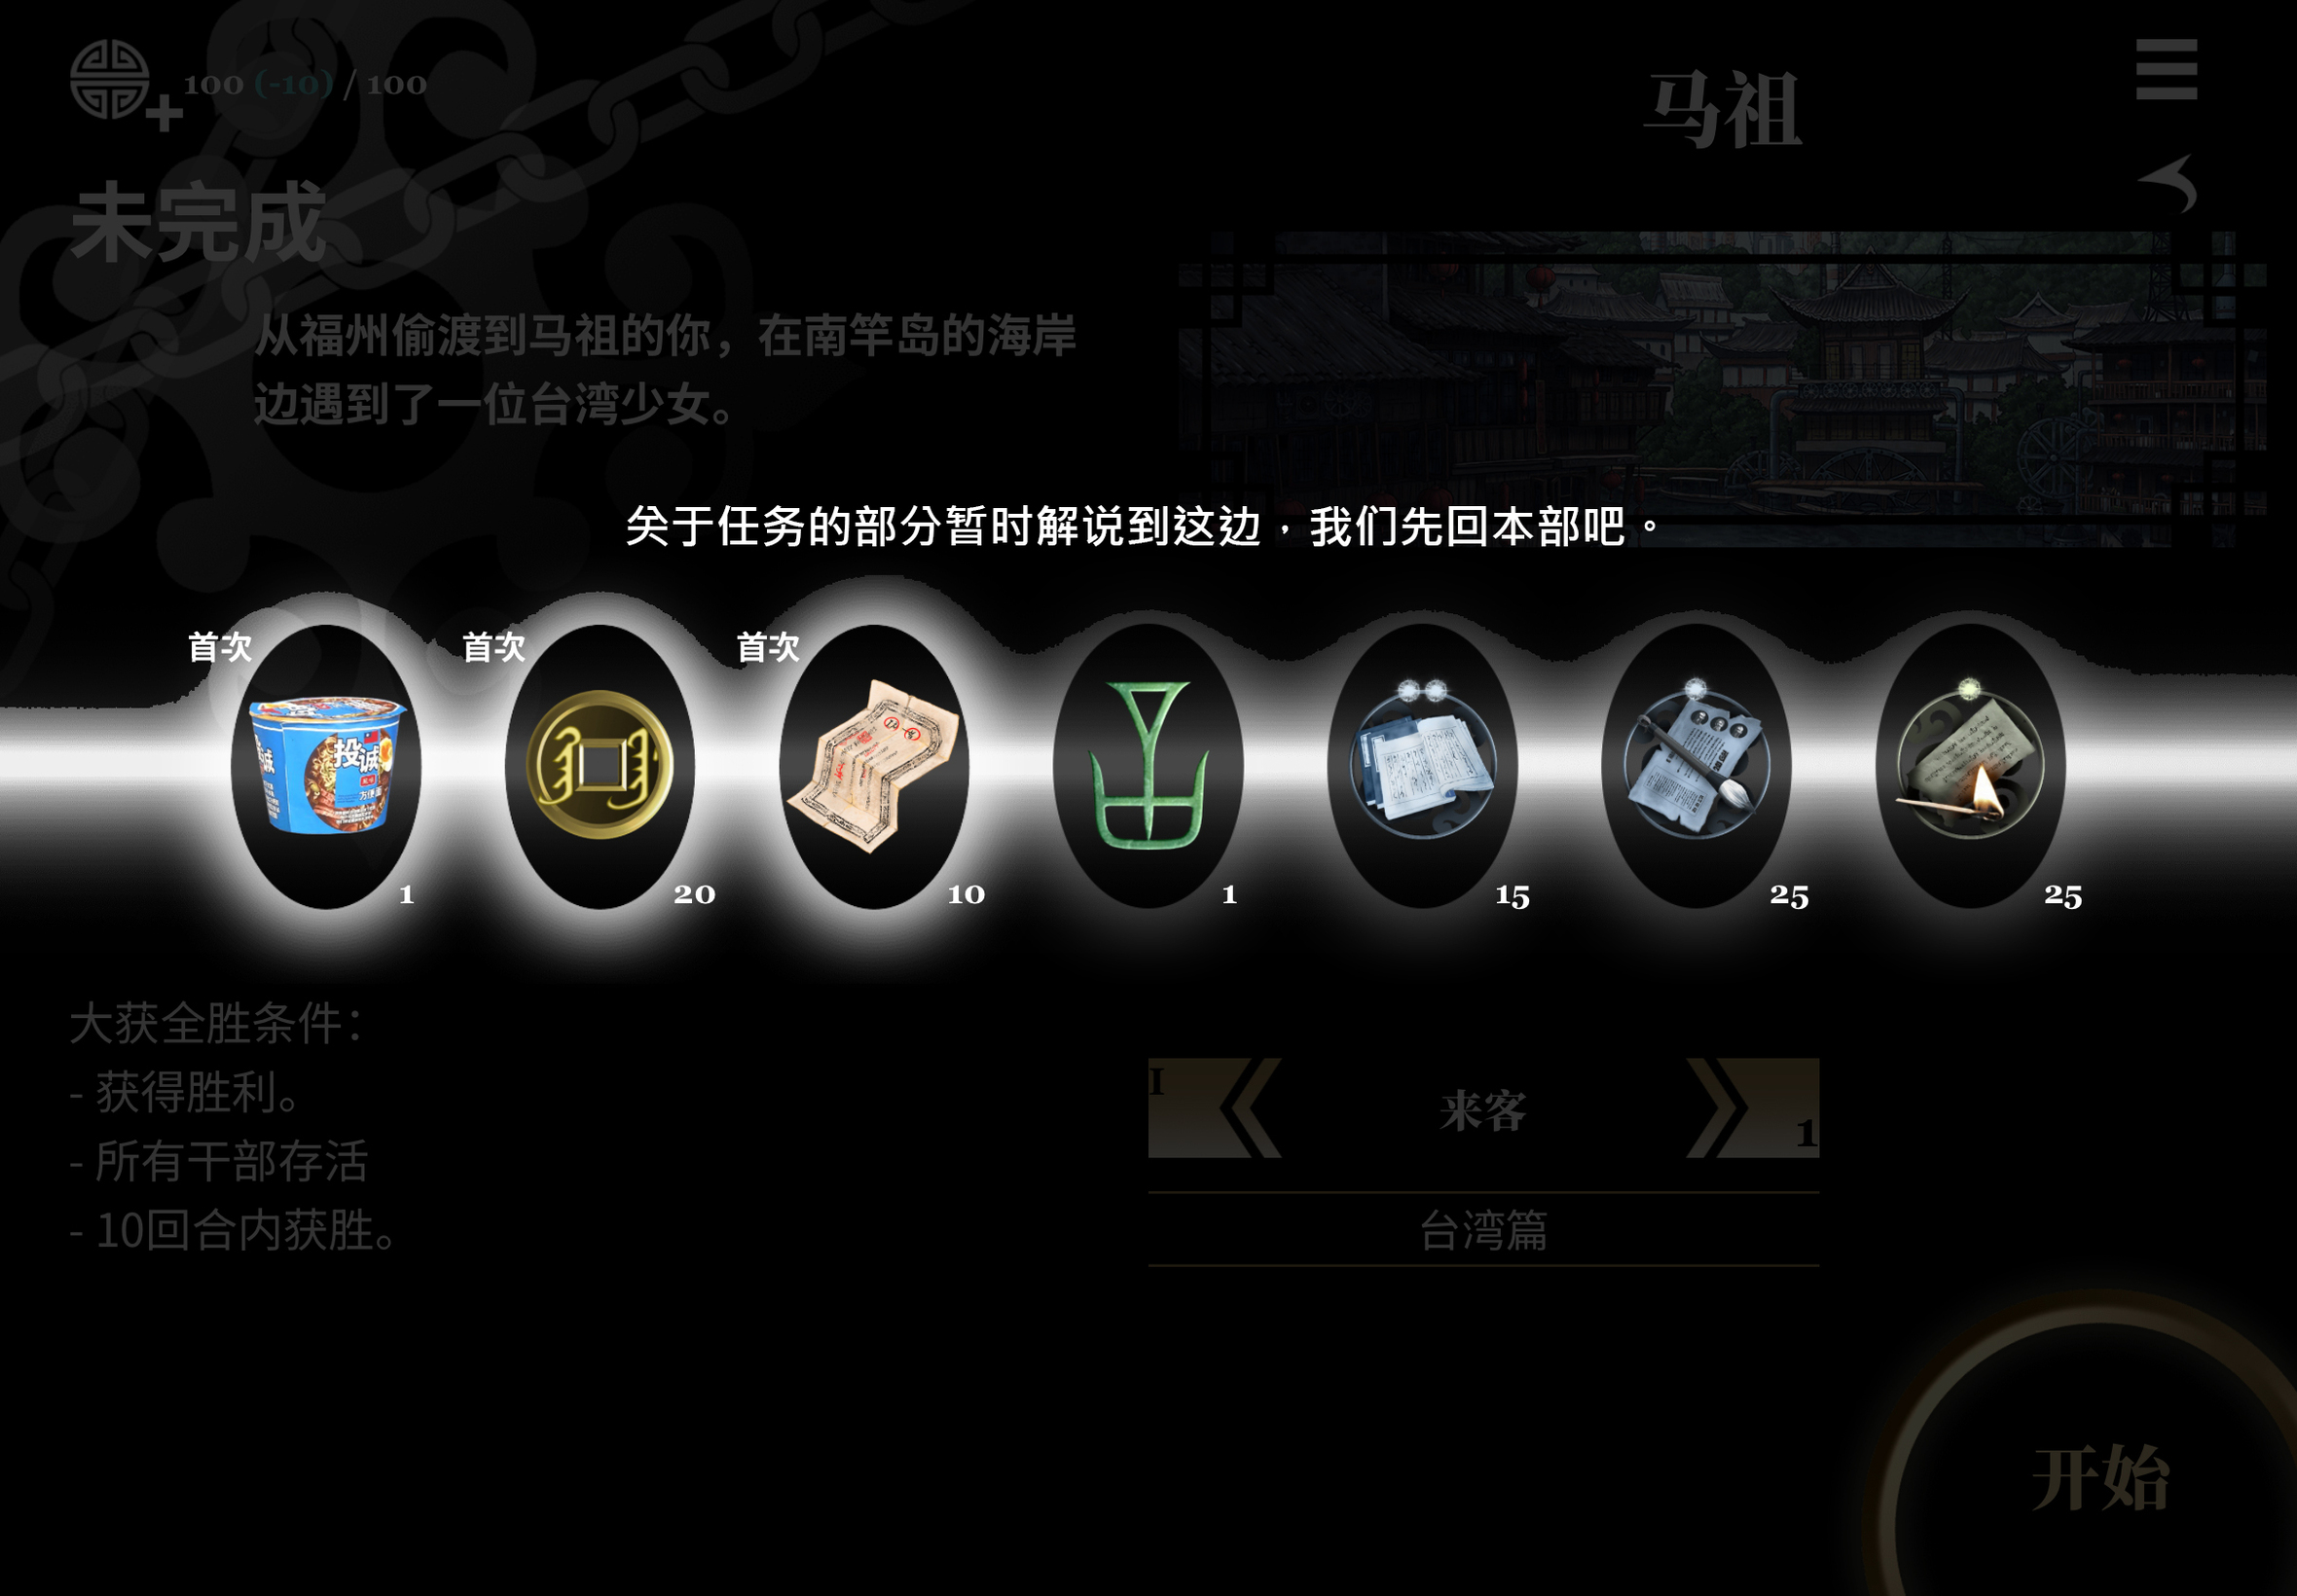 100 (-10) / 100
马祖
未完成
从福州偷渡到马祖的你，在南竿岛的海岸
边遇到了一位台湾少女。
关于任务的部分暂时解说到这边，我们先回本部吧。
首次
首次
首次
投诚
方便面
1
20
10
1
15
25
25
大获全胜条件：
- 获得胜利。
- 所有干部存活
- 10回合内获胜。
I
来客
1
台湾篇
开始